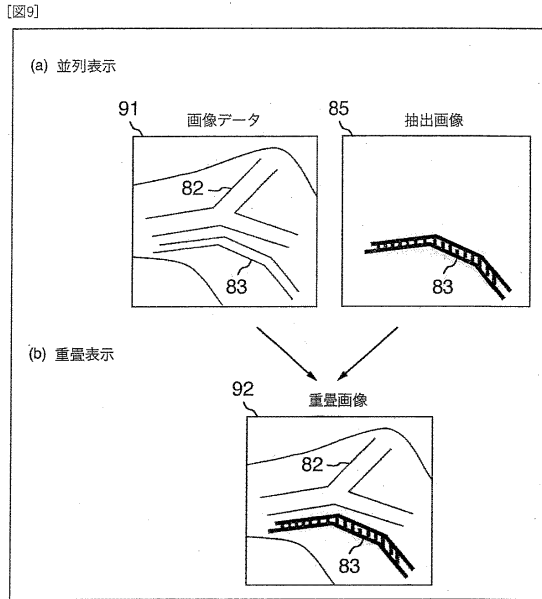 [図9]
(a) 並列表示
91
画像データ
85
抽出画像
82
83
83
(b) 重畳表示
92
重畳画像
82
83